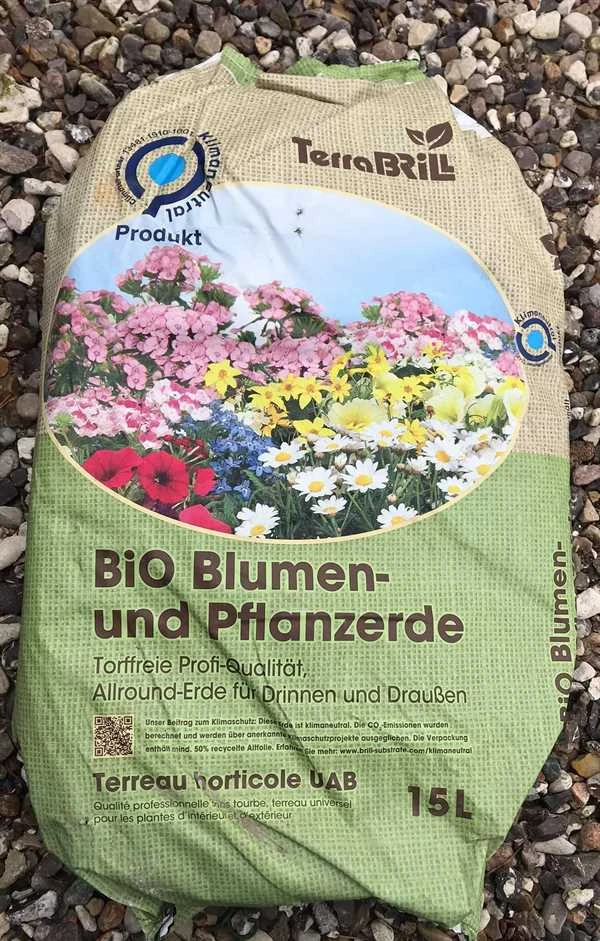 Klimaneutral
Produkt
TerraBRiLL
Klimaneutral
BiO Blumen-
und Pflanzerde
Torffreie Profi-Qualität,
Allround-Erde für Drinnen und Draußen
Unser Beitrag zum Klimaschutz: Diese Erde ist klimaneutral. Die CO₂-Emissionen wurden
berechnet und werden über anerkannte Klimaschutzprojekte ausgeglichen. Die Verpackung
enthält mind. 50% recycelte Altfolie. Erfahren Sie mehr: www.brill-substrate.com/klimaneutral
Terreau horticole UAB
Qualité professionnelle sans tourbe, terreau universel
pour les plantes d'intérieur et d'extérieur
15 L
BiO Blumen-